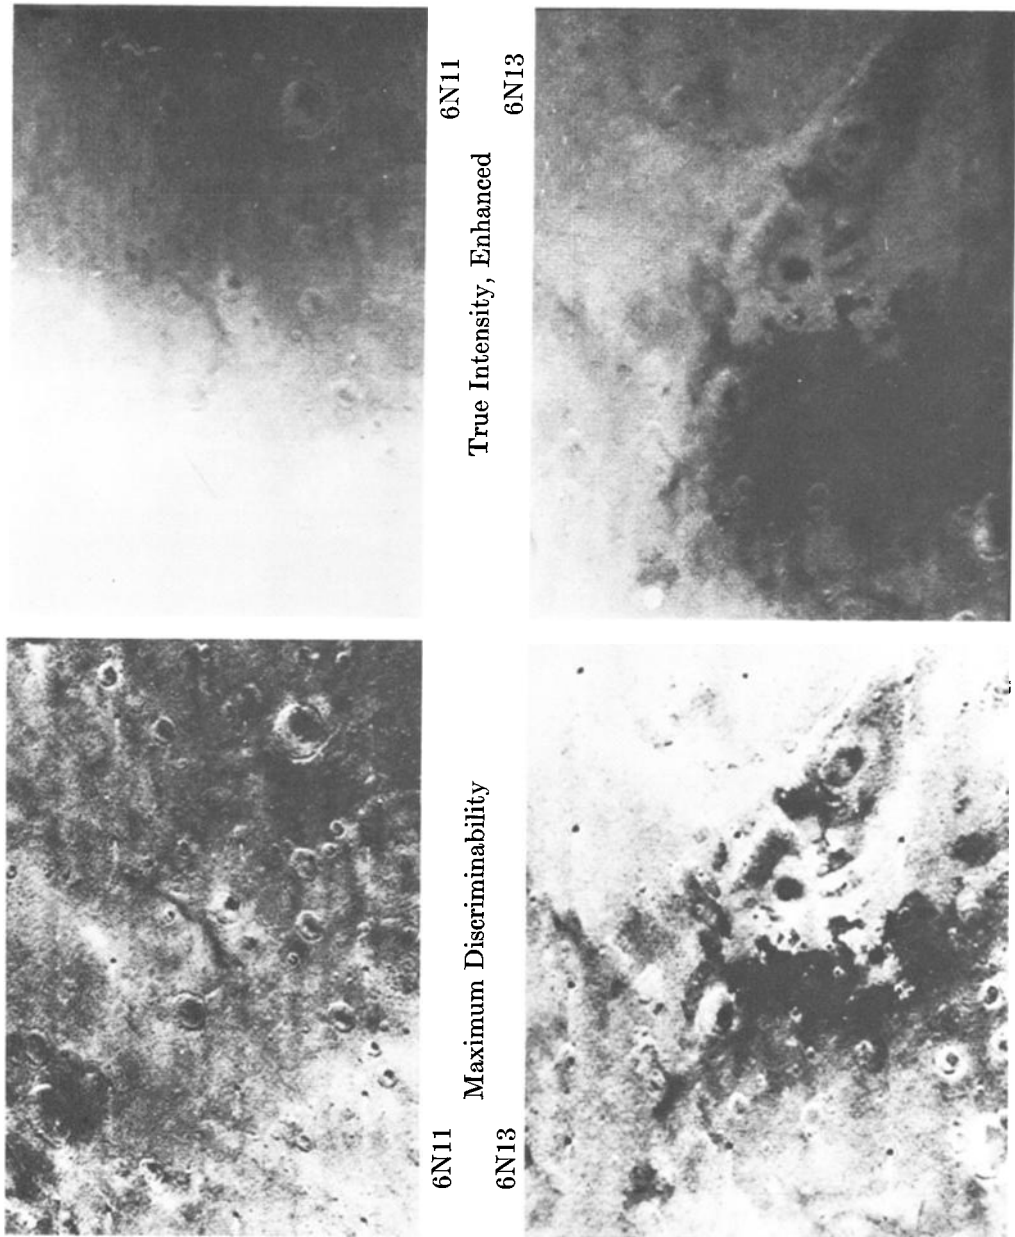 6N11
Maximum Discriminability
6N13
6N11
True Intensity, Enhanced
6N13